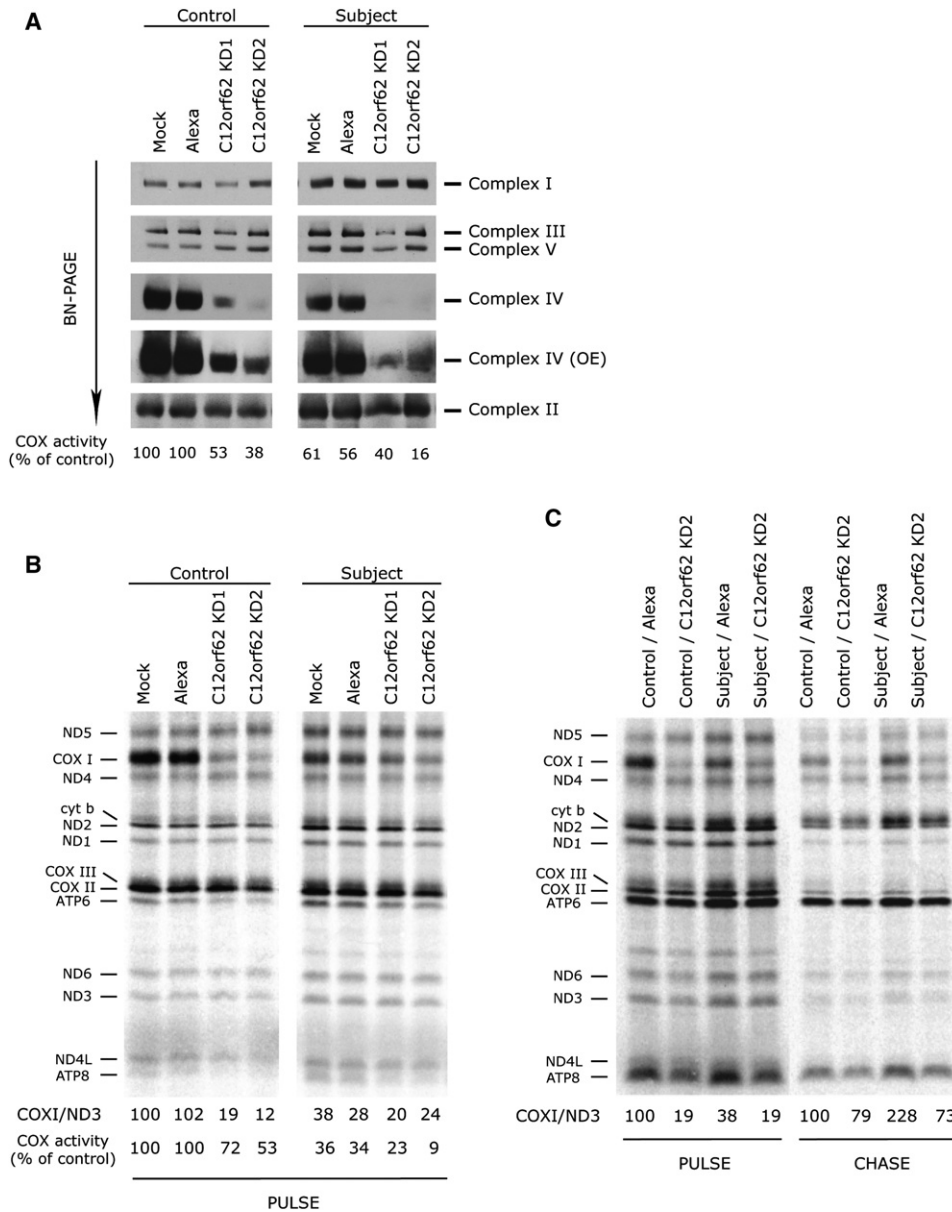 A
Control
Subject
Mock
Alexa
C12orf62 KD1
C12orf62 KD2
Mock
Alexa
C12orf62 KD1
C12orf62 KD2
BN-PAGE
Complex I
Complex III
Complex V
Complex IV
Complex IV (OE)
Complex II
COX activity
(% of control)
100 100 53 38 61 56 40 16
B
Control
Subject
Mock
Alexa
C12orf62 KD1
C12orf62 KD2
Mock
Alexa
C12orf62 KD1
C12orf62 KD2
ND5
COX I
ND4
cyt b
ND2
ND1
COX III
COX II
ATP6
ND6
ND3
ND4L
ATP8
COXI/ND3 100 102 19 12 38 28 20 24
COX activity
(% of control)
100 100 72 53 36 34 23 9
PULSE
C
Control / Alexa
Control / C12orf62 KD2
Subject / Alexa
Subject / C12orf62 KD2
Control / Alexa
Control / C12orf62 KD2
Subject / Alexa
Subject / C12orf62 KD2
ND5
COX I
ND4
cyt b
ND2
ND1
COX III
COX II
ATP6
ND6
ND3
ND4L
ATP8
COXI/ND3 100 19 38 19 100 79 228 73
PULSE
CHASE